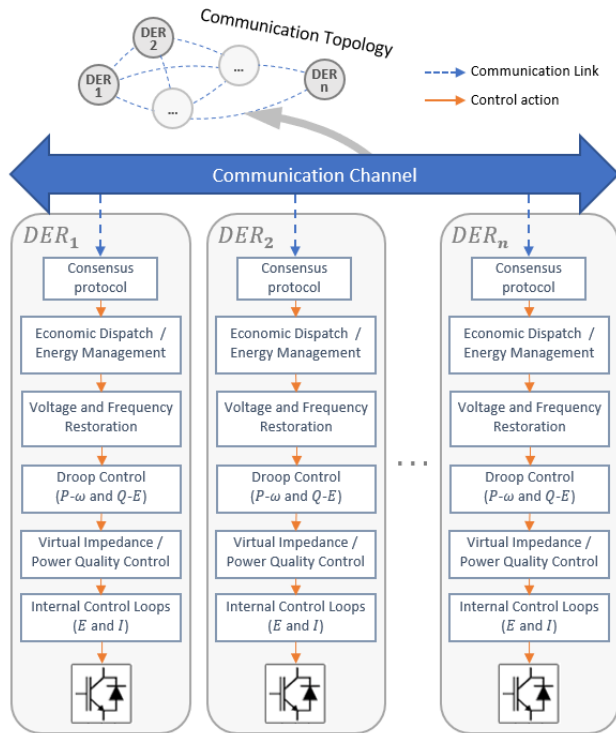 Communication Topology
DER
2
DER
1
...
...
DER
n
Communication Link
Control action
Communication Channel
DER₁
Consensus
protocol
Economic Dispatch /
Energy Management
Voltage and Frequency
Restoration
Droop Control
(P-ω and Q-E)
Virtual Impedance /
Power Quality Control
Internal Control Loops
(E and I)
DER₂
Consensus
protocol
Economic Dispatch /
Energy Management
Voltage and Frequency
Restoration
Droop Control
(P-ω and Q-E)
Virtual Impedance /
Power Quality Control
Internal Control Loops
(E and I)
...
DERₙ
Consensus
protocol
Economic Dispatch /
Energy Management
Voltage and Frequency
Restoration
Droop Control
(P-ω and Q-E)
Virtual Impedance /
Power Quality Control
Internal Control Loops
(E and I)